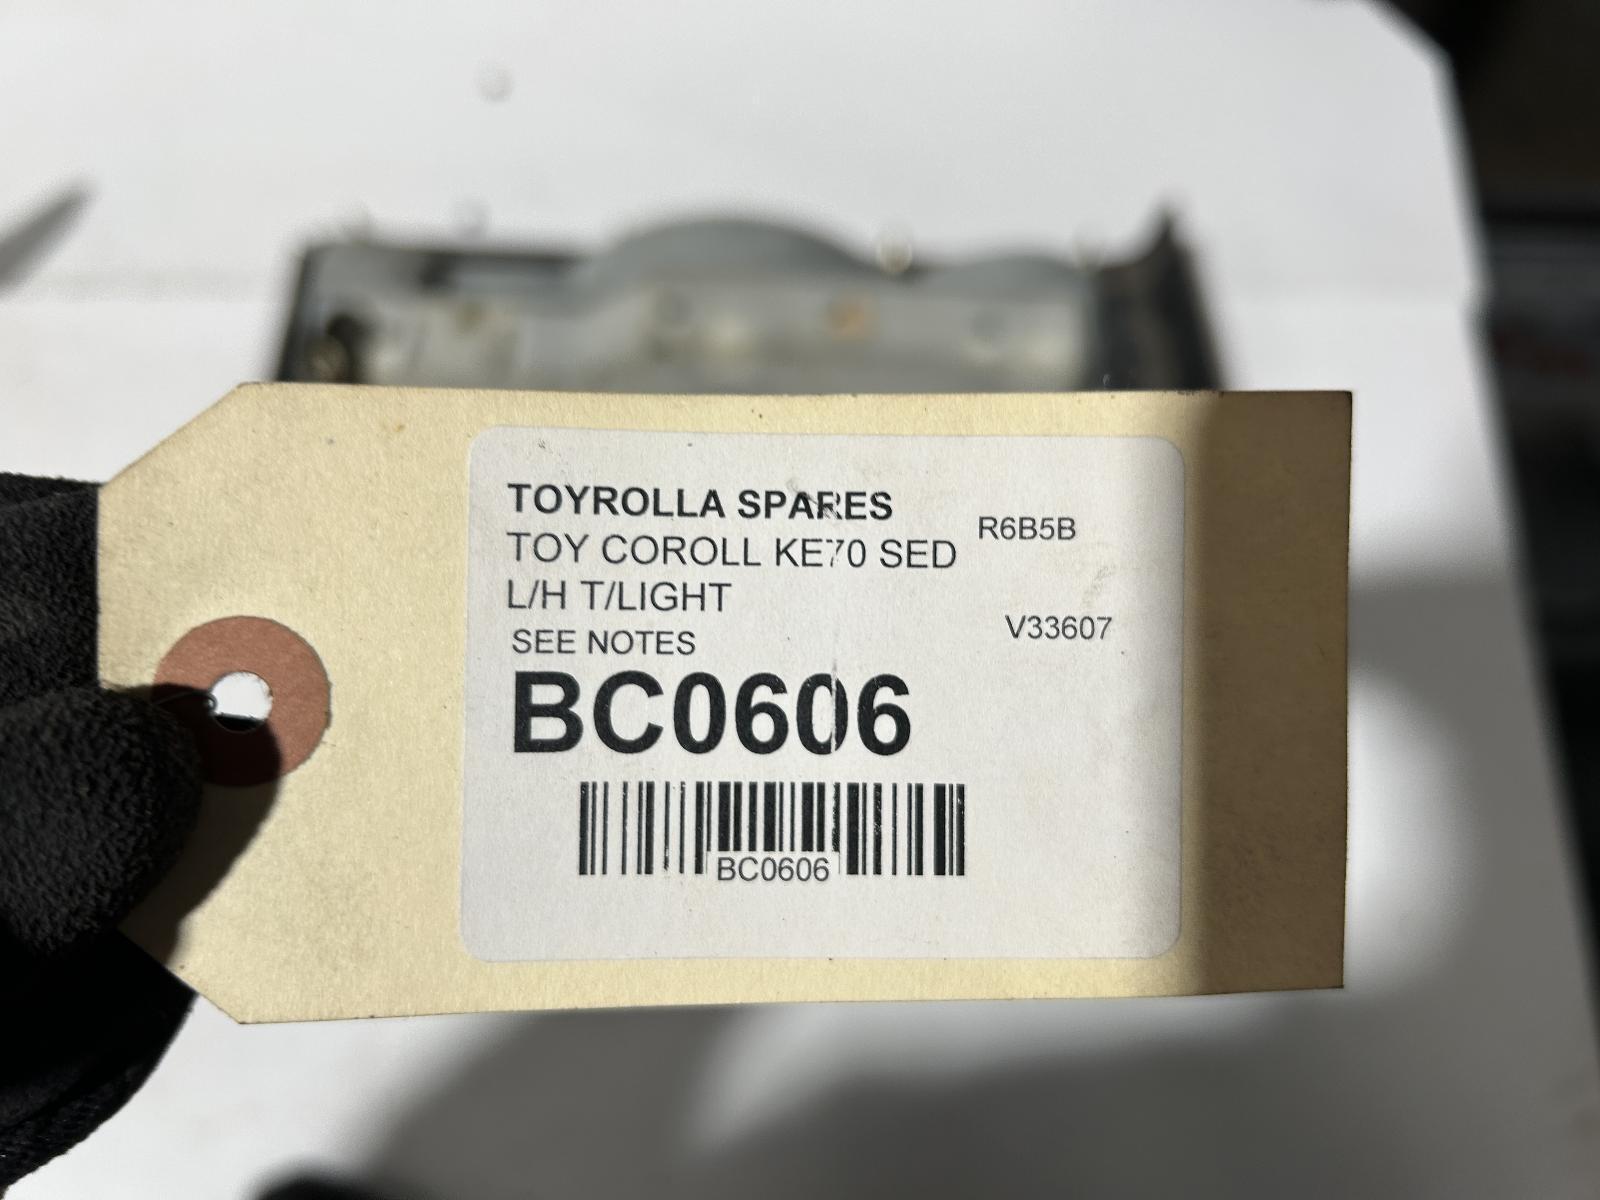 TOYROLLA SPARES
R6B5B
TOY COROLL KE70 SED
L/H T/LIGHT
V33607
SEE NOTES
BC0606
BC0606